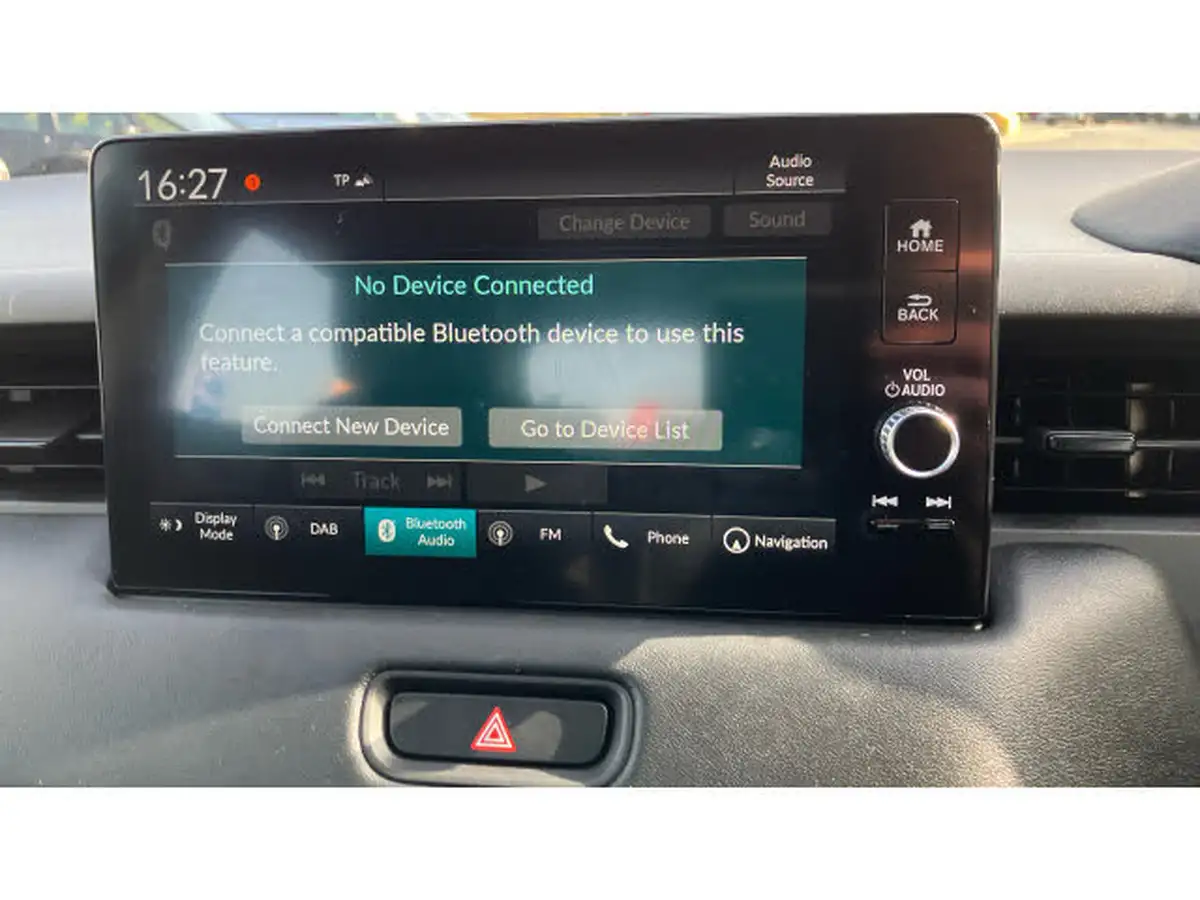 16:27
TP
Audio
Source
Change Device
Sound
No Device Connected
Connect a compatible Bluetooth device to use this
feature.
Connect New Device
Go to Device List
Track
Display
Mode
DAB
Bluetooth
Audio
FM
Phone
Navigation
HOME
BACK
VOL
AUDIO